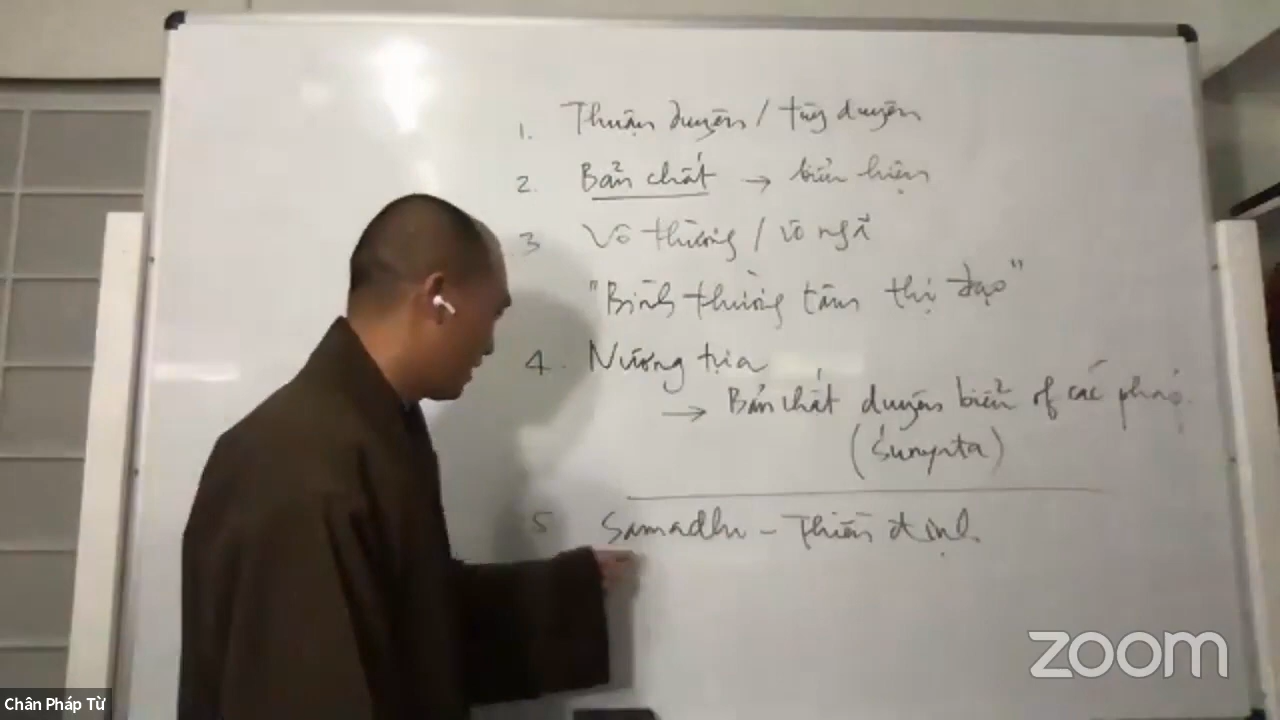 1. Thuận duyên / tùy duyên
2. Bản chất → biểu hiện
3 Vô thường / vô ngã
"Bình thường tâm thị đạo"
4. Nương tựa
→ Bản chất duyên biến of các pháp.
(Śunyata)
5 Samadhi - Thiền định
zoom
Chân Pháp Từ